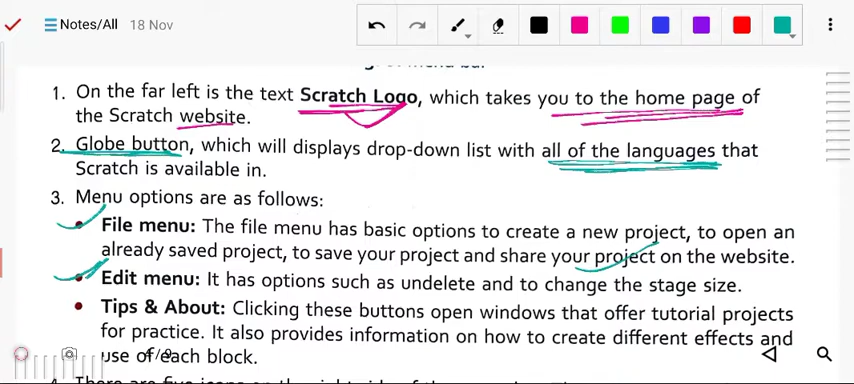 Notes/All 18 Nov
1. On the far left is the text Scratch Logo, which takes you to the home page of
the Scratch website.
2. Globe button, which will displays drop-down list with all of the languages that
Scratch is available in.
3. Menu options are as follows:
• File menu: The file menu has basic options to create a new project, to open an
already saved project, to save your project and share your project on the website.
• Edit menu: It has options such as undelete and to change the stage size.
• Tips & About: Clicking these buttons open windows that offer tutorial projects
for practice. It also provides information on how to create different effects and
use of each block.